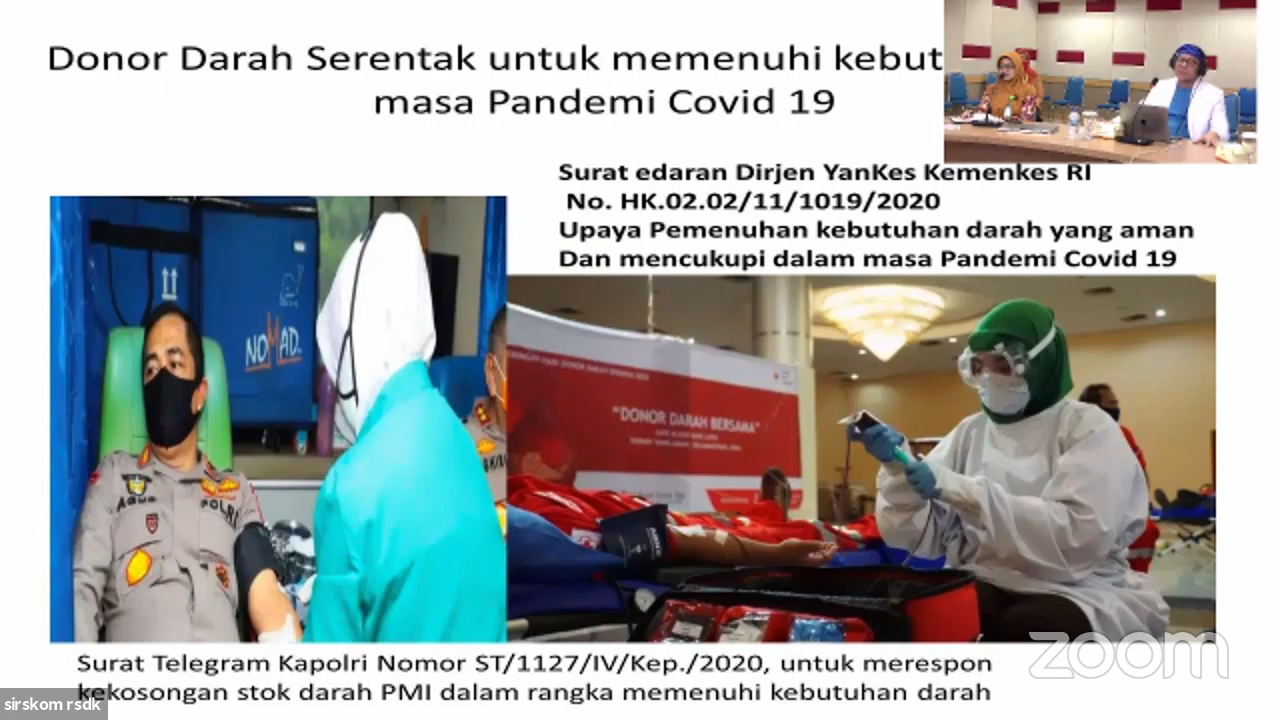 Donor Darah Serentak untuk memenuhi kebut
masa Pandemi Covid 19
Surat edaran Dirjen YanKes Kemenkes RI
No. HK.02.02/11/1019/2020
Upaya Pemenuhan kebutuhan darah yang aman
Dan mencukupi dalam masa Pandemi Covid 19
NOMAD
AGUS POLRI
"DONOR DARAH BERSAMA"
Surat Telegram Kapolri Nomor ST/1127/IV/Kep./2020, untuk merespon
kekosongan stok darah PMI dalam rangka memenuhi kebutuhan darah
zoom
sirskom rsdk